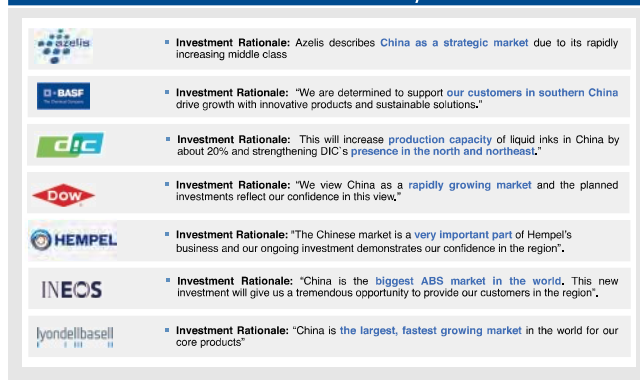 azelis
▪ Investment Rationale: Azelis describes China as a strategic market due to its rapidly
increasing middle class
BASF
▪ Investment Rationale: “We are determined to support our customers in southern China
drive growth with innovative products and sustainable solutions.”
dic
▪ Investment Rationale: This will increase production capacity of liquid inks in China by
about 20% and strengthening DIC`s presence in the north and northeast.”
DOW
▪ Investment Rationale: “We view China as a rapidly growing market and the planned
investments reflect our confidence in this view.”
HEMPEL
▪ Investment Rationale: "The Chinese market is a very important part of Hempel’s
business and our ongoing investment demonstrates our confidence in the region”.
INEOS
▪ Investment Rationale: “China is the biggest ABS market in the world. This new
investment will give us a tremendous opportunity to provide our customers in the region”.
lyondellbasell
▪ Investment Rationale: “China is the largest, fastest growing market in the world for our
core products”